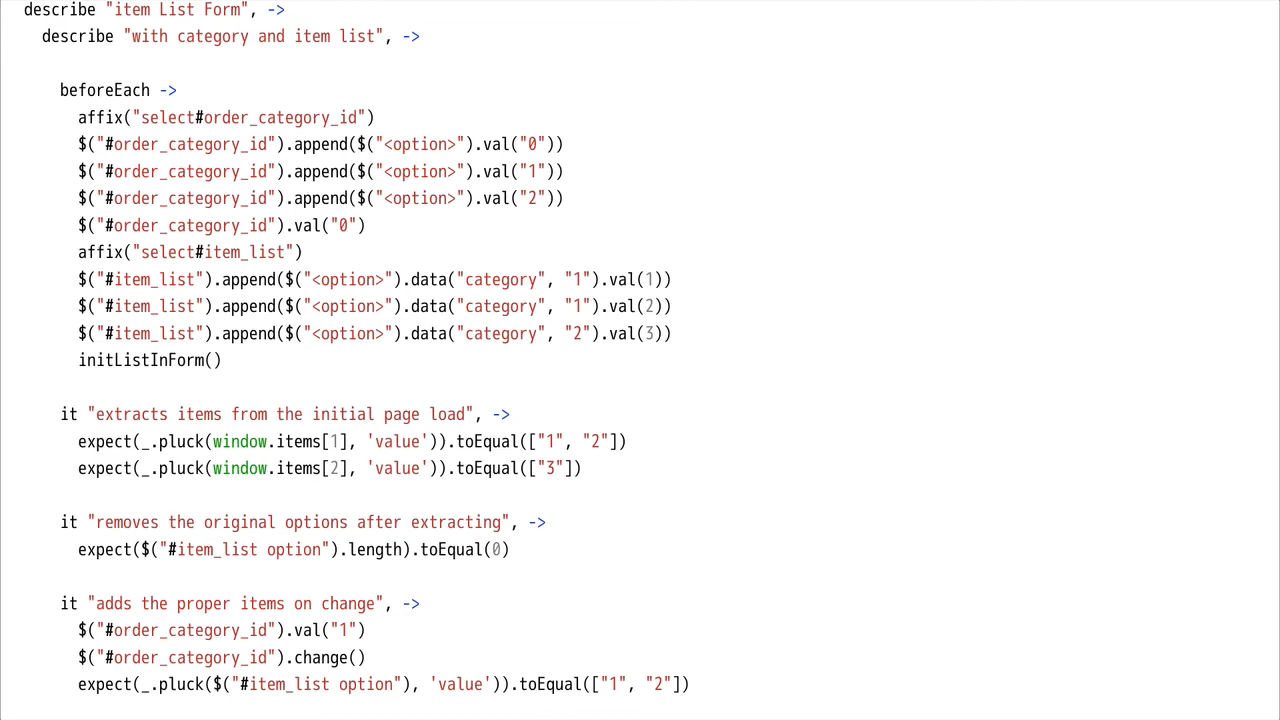 describe "item List Form", ->
describe "with category and item list", ->
beforeEach ->
affix("select#order_category_id")
$("#order_category_id").append($("<option>").val("0"))
$("#order_category_id").append($("<option>").val("1"))
$("#order_category_id").append($("<option>").val("2"))
$("#order_category_id").val("0")
affix("select#item_list")
$("#item_list").append($("<option>").data("category", "1").val(1))
$("#item_list").append($("<option>").data("category", "1").val(2))
$("#item_list").append($("<option>").data("category", "2").val(3))
initListInForm()
it "extracts items from the initial page load", ->
expect(_.pluck(window.items[1], 'value')).toEqual(["1", "2"])
expect(_.pluck(window.items[2], 'value')).toEqual(["3"])
it "removes the original options after extracting", ->
expect($("#item_list option").length).toEqual(0)
it "adds the proper items on change", ->
$("#order_category_id").val("1")
$("#order_category_id").change()
expect(_.pluck($("#item_list option"), 'value')).toEqual(["1", "2"])